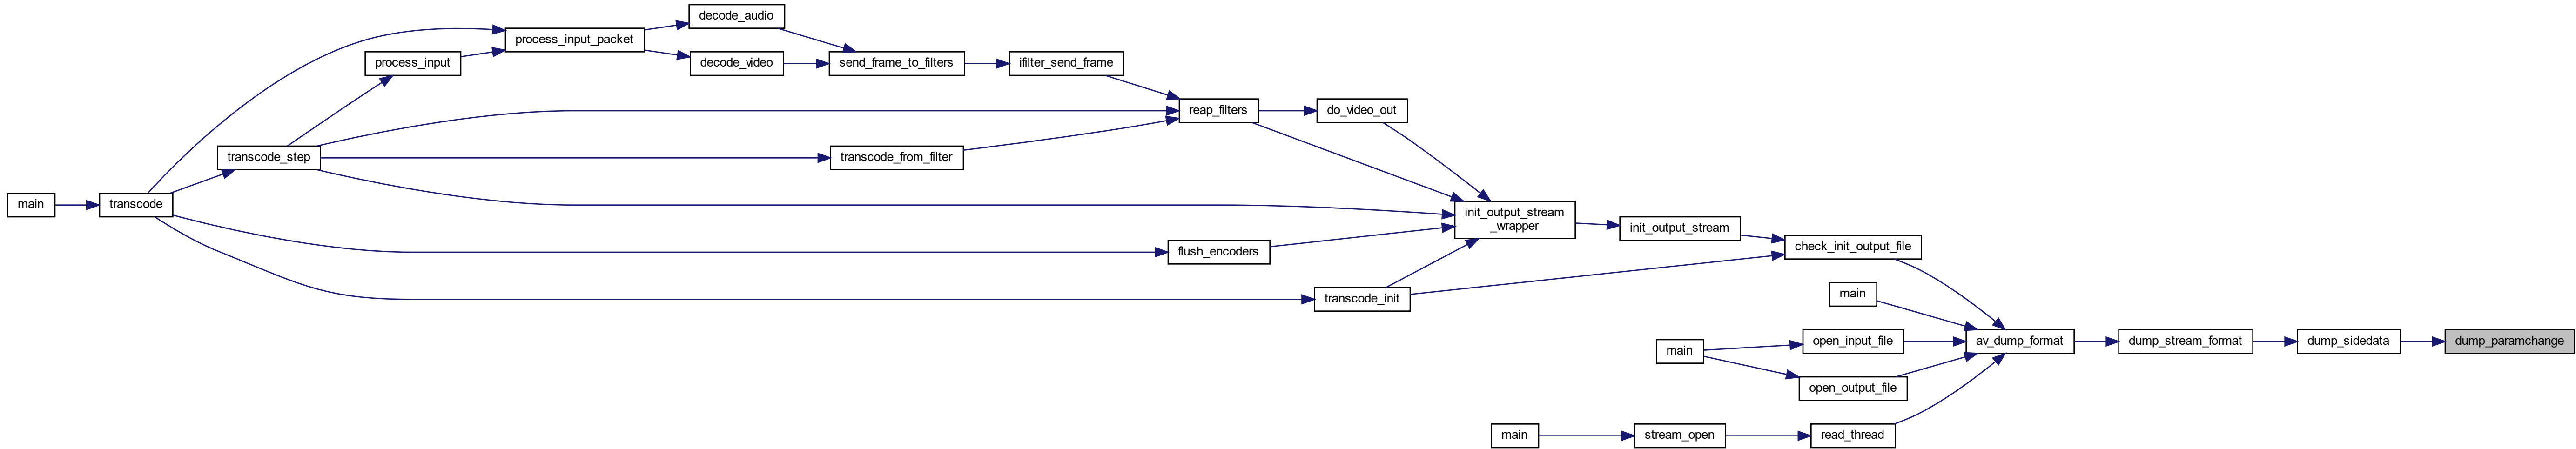 decode_audio
process_input_packet
process_input
decode_video
send_frame_to_filters
ifilter_send_frame
reap_filters
do_video_out
transcode_step
transcode_from_filter
main
transcode
init_output_stream
_wrapper
init_output_stream
flush_encoders
check_init_output_file
transcode_init
main
main
open_input_file
av_dump_format
dump_stream_format
dump_sidedata
dump_paramchange
open_output_file
main
stream_open
read_thread